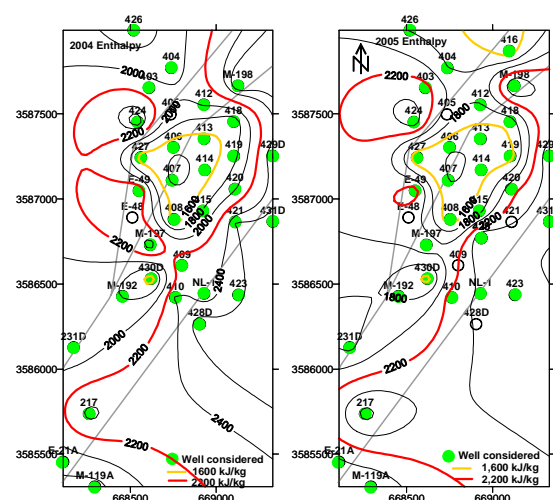 426
2004 Enthalpy
404
2000
403
M-198
412
2000
3587500
424
418
2200
413
406
427
419
429D
414
407
E-49
420
3587000
E-48
408
415
1600
1800
421
431D
2000
M-197
2200
409
430D
2400
M-192
410
NL-1
423
428D
231D
2000
3586000
2200
217
2400
2200
3585500
E-21A
Well considered
1600 kJ/kg
M-119A
2200 kJ/kg
668500
669000
426
2005 Enthalpy
416
404
N
2200
403
M-198
412
405
1800
3587500
424
418
413
406
427
419
429
414
407
E-49
420
3587000
E-48
408
415
1600
1800
421
431
2200
428
M-197
409
430D
3586500
M-192
1800
410
NL-1
423
428D
231D
3586000
2200
217
3585500
E-21A
Well considered
1,600 kJ/kg
M-119A
2,200 kJ/kg
668500
669000